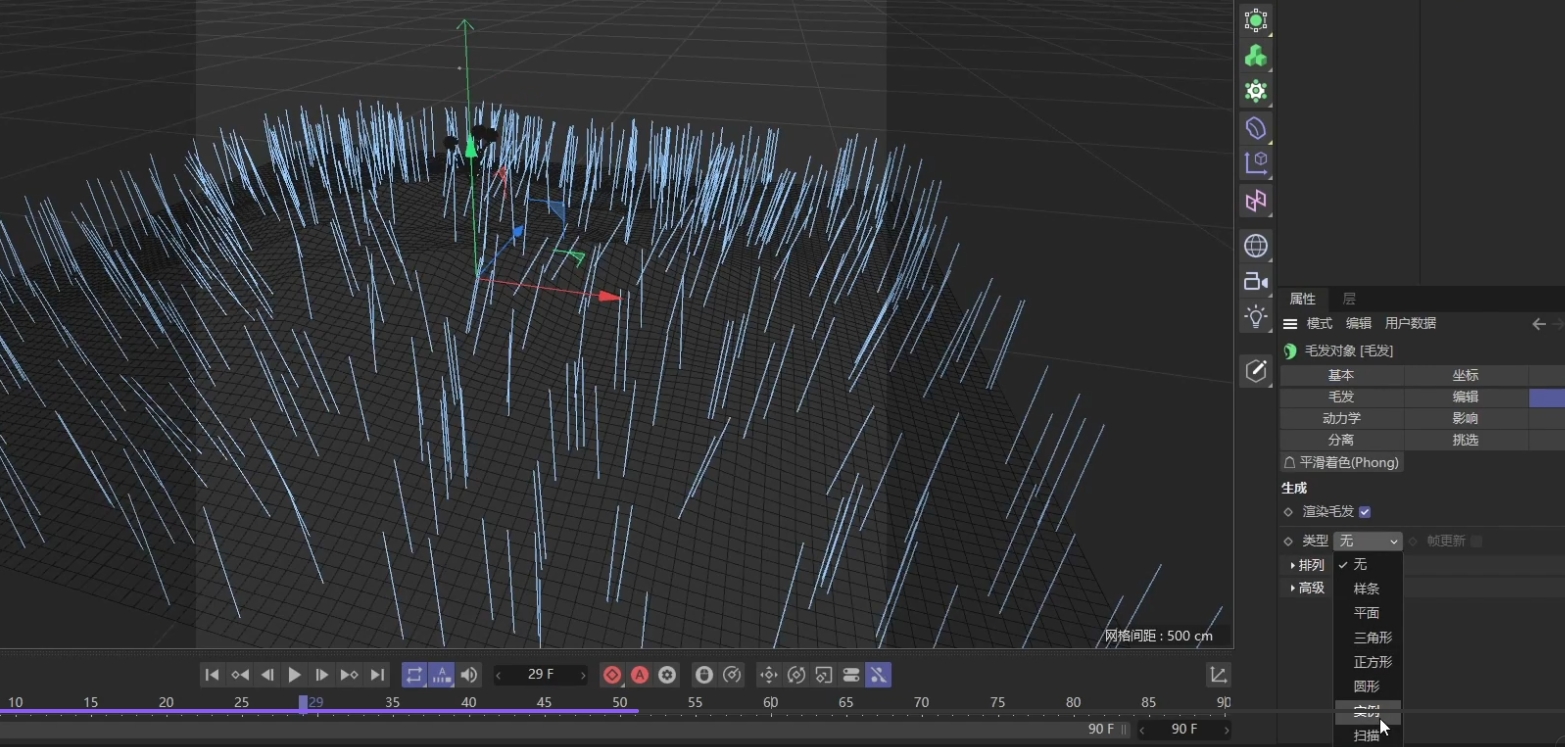 属性 层
模式 编辑 用户数据
毛发对象 [毛发]
基本 坐标
毛发 编辑
动力学 影响
分离 挑选
平滑着色(Phong)
生成
渲染毛发
类型 无 帧更新
排列
高级
无
样条
平面
三角形
正方形
圆形
实例
扫描
网格间距 : 500 cm
29 F
10 15 20 25 29 35 40 45 50 55 60 65 70 75 80 85 90
90 F 90 F